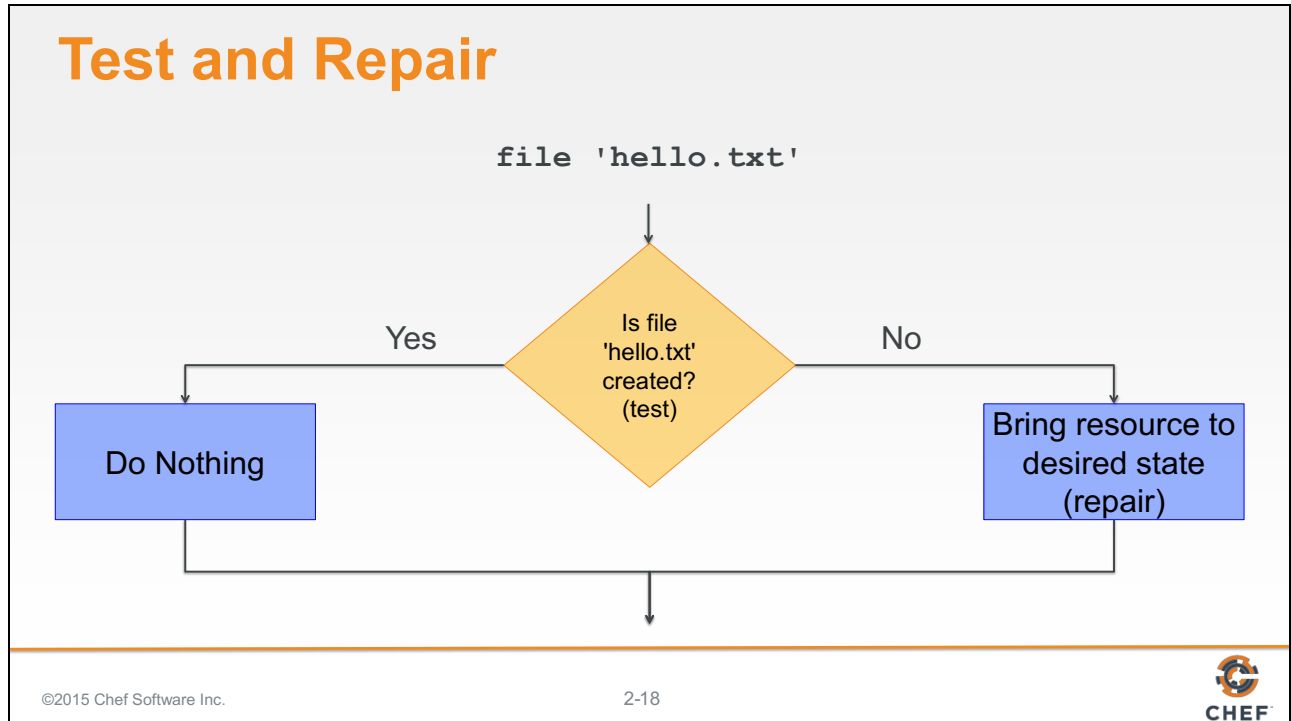 Test and Repair
file 'hello.txt'
Is file
'hello.txt'
created?
(test)
Yes
No
Do Nothing
Bring resource to
desired state
(repair)
©2015 Chef Software Inc.
2-18
CHEF